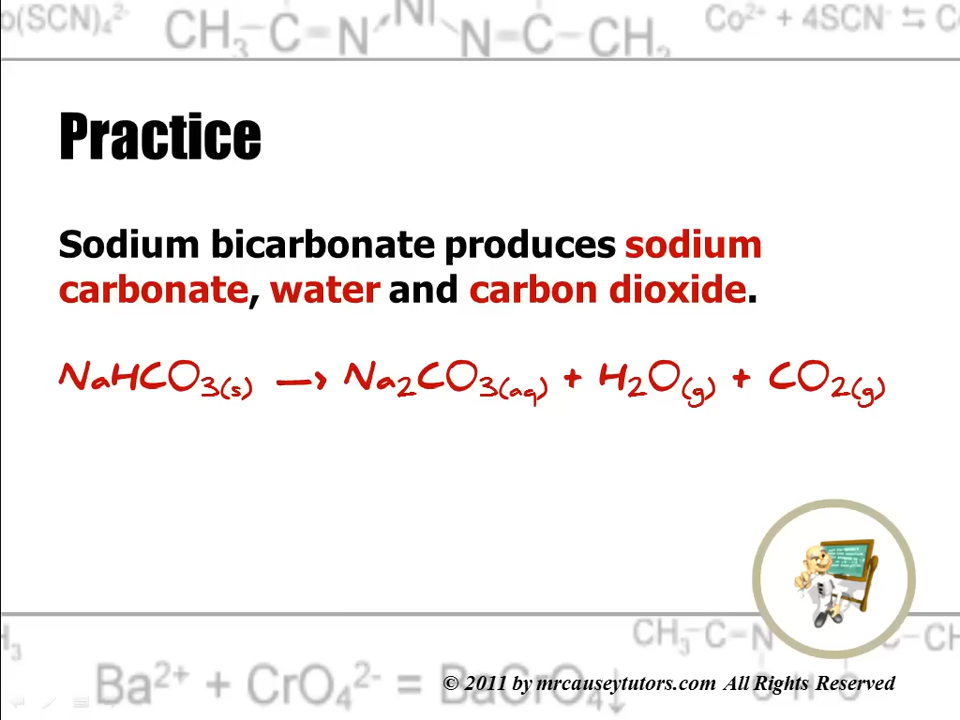 o(SCN)₄²⁻ CH₃–C=N Ni N=C–CH₂ Co²⁺ + 4SCN⁻ ⇆ C
Practice
Sodium bicarbonate produces sodium
carbonate, water and carbon dioxide.
NaHCO₃(s) → Na₂CO₃(aq) + H₂O(g) + CO₂(g)
CH₃–C=N C–CH
Ba²⁺ + CrO₄²⁻ = BaCrO₄↓
© 2011 by mrcauseytutors.com All Rights Reserved